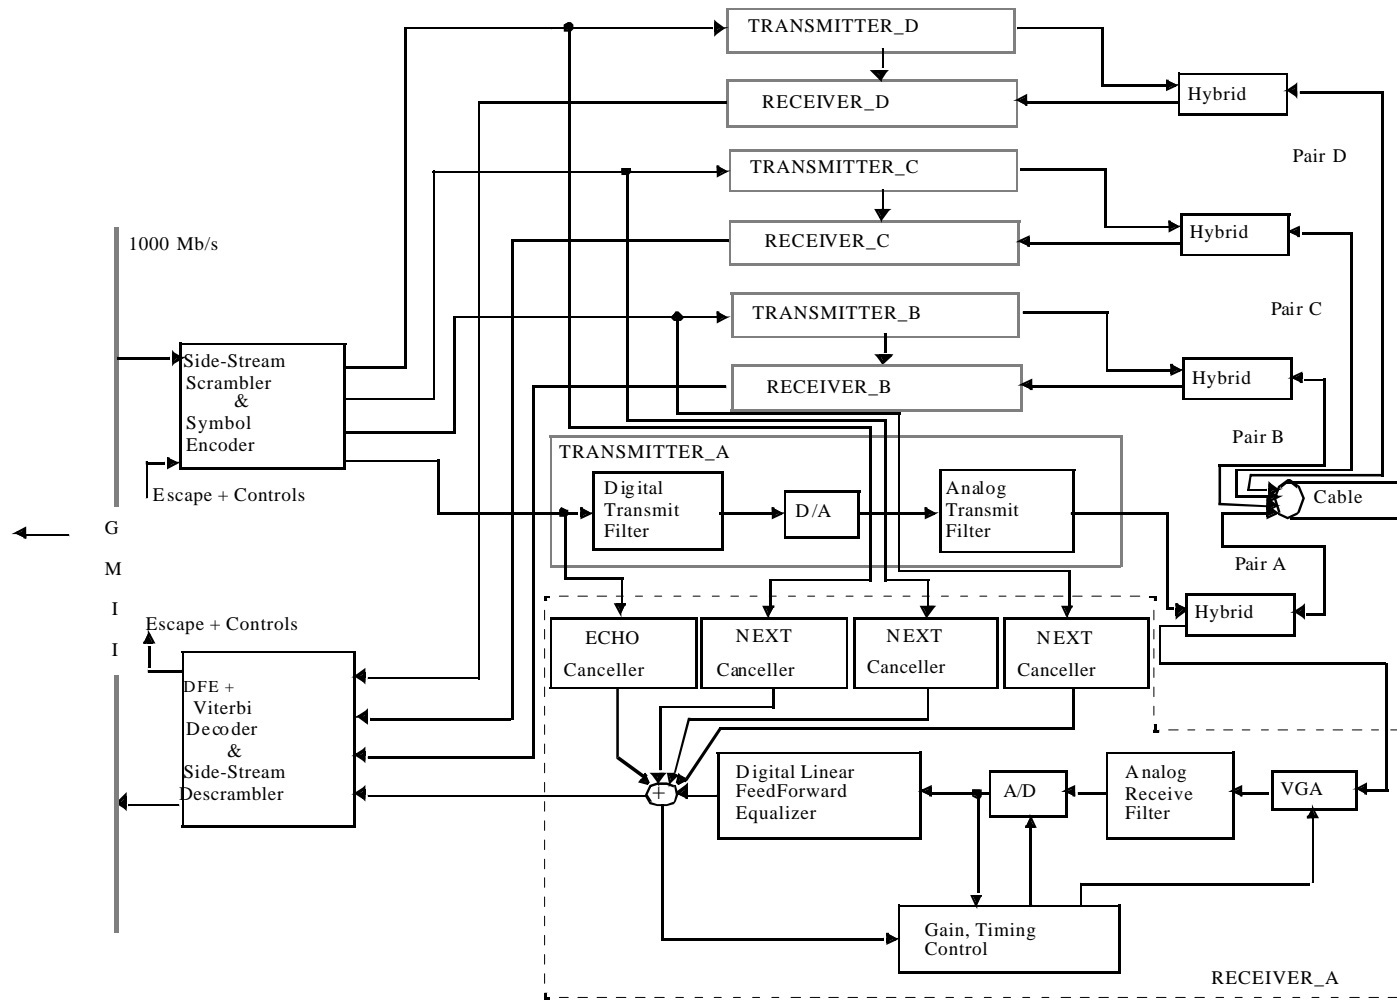 TRANSMITTER_D
RECEIVER_D
Hybrid
Pair D
TRANSMITTER_C
RECEIVER_C
Hybrid
1000 Mb/s
Pair C
TRANSMITTER_B
RECEIVER_B
Hybrid
Side-Stream
Scrambler
&
Symbol
Encoder
Pair B
Escape + Controls
TRANSMITTER_A
Digital
Transmit
Filter
D/A
Analog
Transmit
Filter
Cable
G
M
I
I
Pair A
Hybrid
Escape + Controls
ECHO
Canceller
NEXT
Canceller
NEXT
Canceller
NEXT
Canceller
DFE +
Viterbi
Decoder
&
Side-Stream
Descrambler
+
Digital Linear
FeedForward
Equalizer
A/D
Analog
Receive
Filter
VGA
Gain, Timing
Control
RECEIVER_A